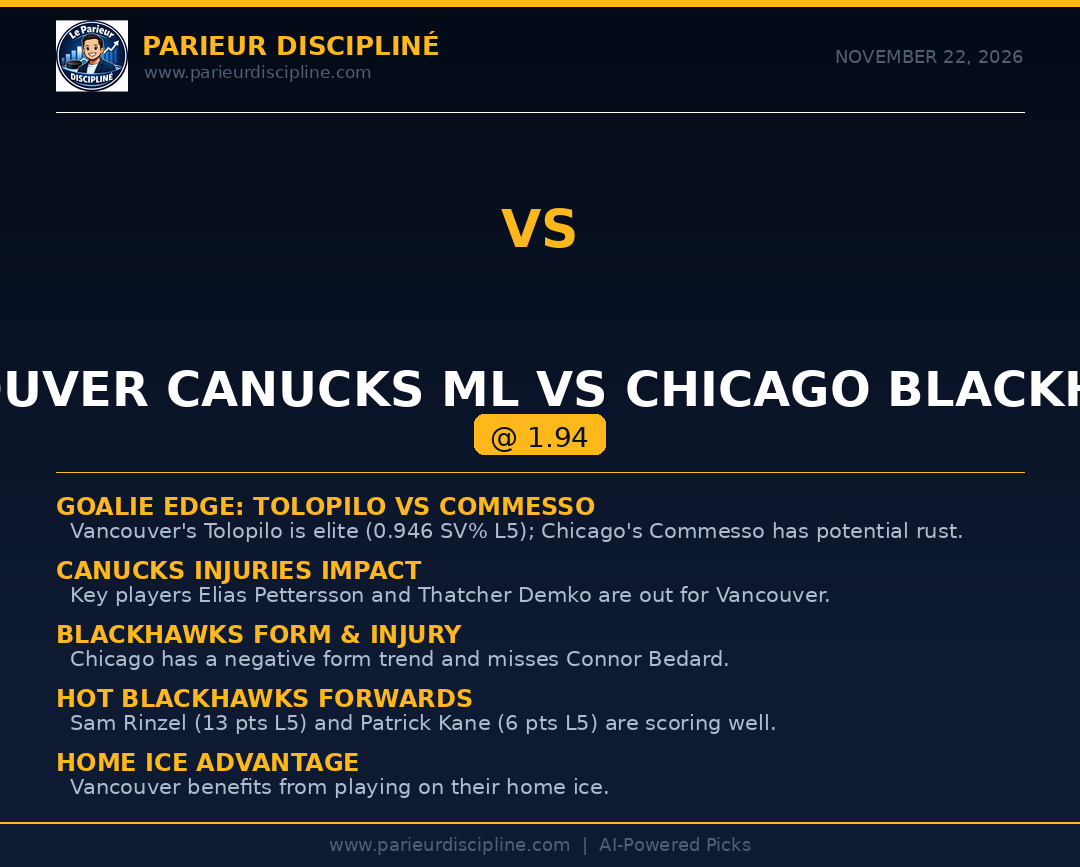 Le Parieur
DISCIPLINÉ
PARIEUR DISCIPLINÉ
www.parieurdiscipline.com
NOVEMBER 22, 2026
VS
OUVER CANUCKS ML VS CHICAGO BLACKH
@ 1.94
GOALIE EDGE: TOLOPILO VS COMMESSO
Vancouver's Tolopilo is elite (0.946 SV% L5); Chicago's Commesso has potential rust.
CANUCKS INJURIES IMPACT
Key players Elias Pettersson and Thatcher Demko are out for Vancouver.
BLACKHAWKS FORM & INJURY
Chicago has a negative form trend and misses Connor Bedard.
HOT BLACKHAWKS FORWARDS
Sam Rinzel (13 pts L5) and Patrick Kane (6 pts L5) are scoring well.
HOME ICE ADVANTAGE
Vancouver benefits from playing on their home ice.
www.parieurdiscipline.com | AI-Powered Picks